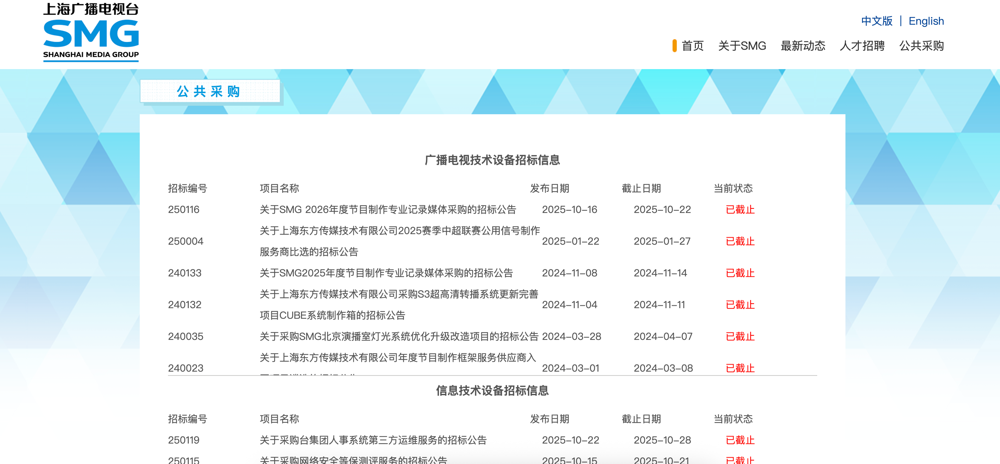 上海广播电视台
SMG
SHANGHAI MEDIA GROUP
中文版 | English
首页 关于SMG 最新动态 人才招聘 公共采购
公共采购
广播电视技术设备招标信息
招标编号 项目名称 发布日期 截止日期 当前状态
250116 关于SMG 2026年度节目制作专业记录媒体采购的招标公告 2025-10-16 2025-10-22 已截止
关于上海东方传媒技术有限公司2025赛季中超联赛公用信号制作
250004 2025-01-22 2025-01-27 已截止
服务商比选的招标公告
240133 关于SMG2025年度节目制作专业记录媒体采购的招标公告 2024-11-08 2024-11-14 已截止
关于上海东方传媒技术有限公司采购S3超高清转播系统更新完善
240132 2024-11-04 2024-11-11 已截止
项目CUBE系统制作箱的招标公告
240035 关于采购SMG北京演播室灯光系统优化升级改造项目的招标公告 2024-03-28 2024-04-07 已截止
关于上海东方传媒技术有限公司年度节目制作框架服务供应商入
240023 2024-03-01 2024-03-08 已截止
信息技术设备招标信息
招标编号 项目名称 发布日期 截止日期 当前状态
250119 关于采购台集团人事系统第三方运维服务的招标公告 2025-10-22 2025-10-28 已截止
250115 关于采购网络安全等保测评服务的招标公告 2025-10-15 2025-10-21 已截止